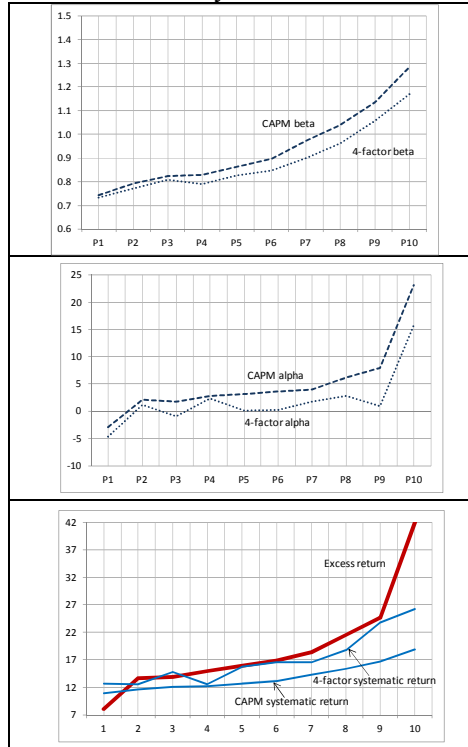 1.5
1.4
1.3
1.2
1.1
1.0
0.9
0.8
0.7
0.6
CAPM beta
4-factor beta
P1 P2 P3 P4 P5 P6 P7 P8 P9 P10
25
20
15
10
5
0
-5
-10
CAPM alpha
4-factor alpha
P1 P2 P3 P4 P5 P6 P7 P8 P9 P10
42
37
32
27
22
17
12
7
Excess return
4-factor systematic return
CAPM systematic return
1 2 3 4 5 6 7 8 9 10